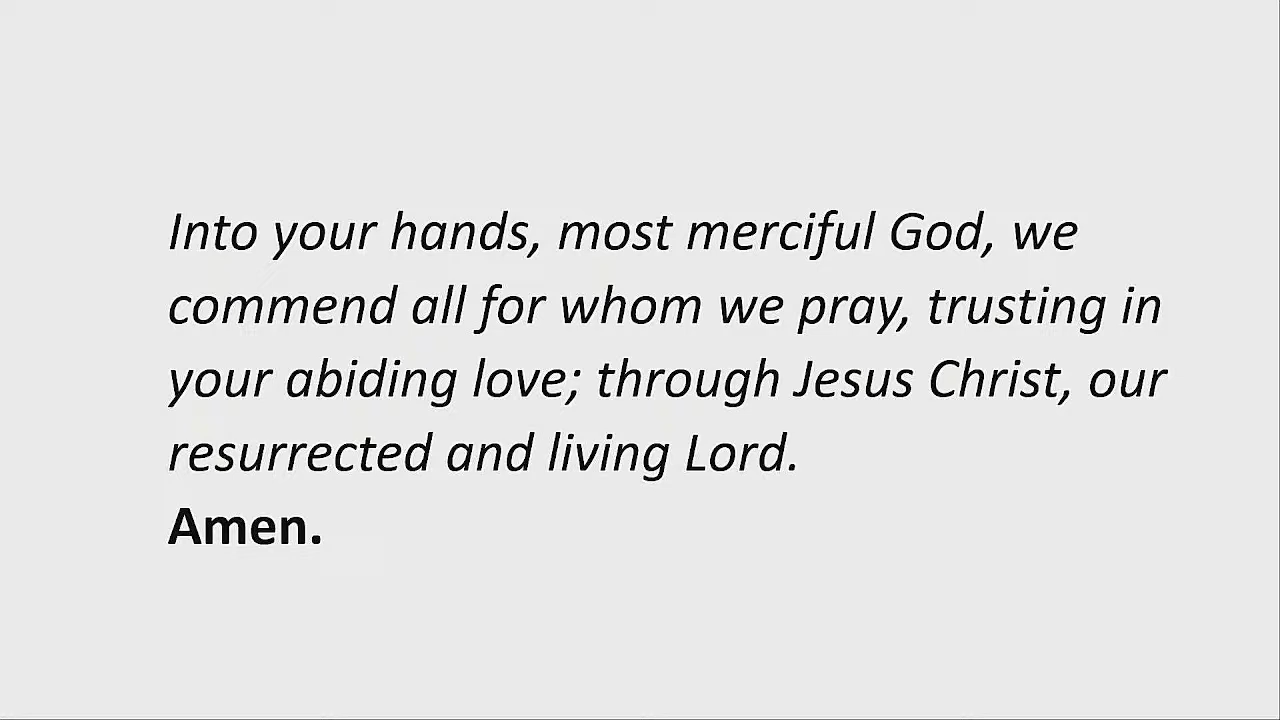 Into your hands, most merciful God, we
commend all for whom we pray, trusting in
your abiding love; through Jesus Christ, our
resurrected and living Lord.
Amen.